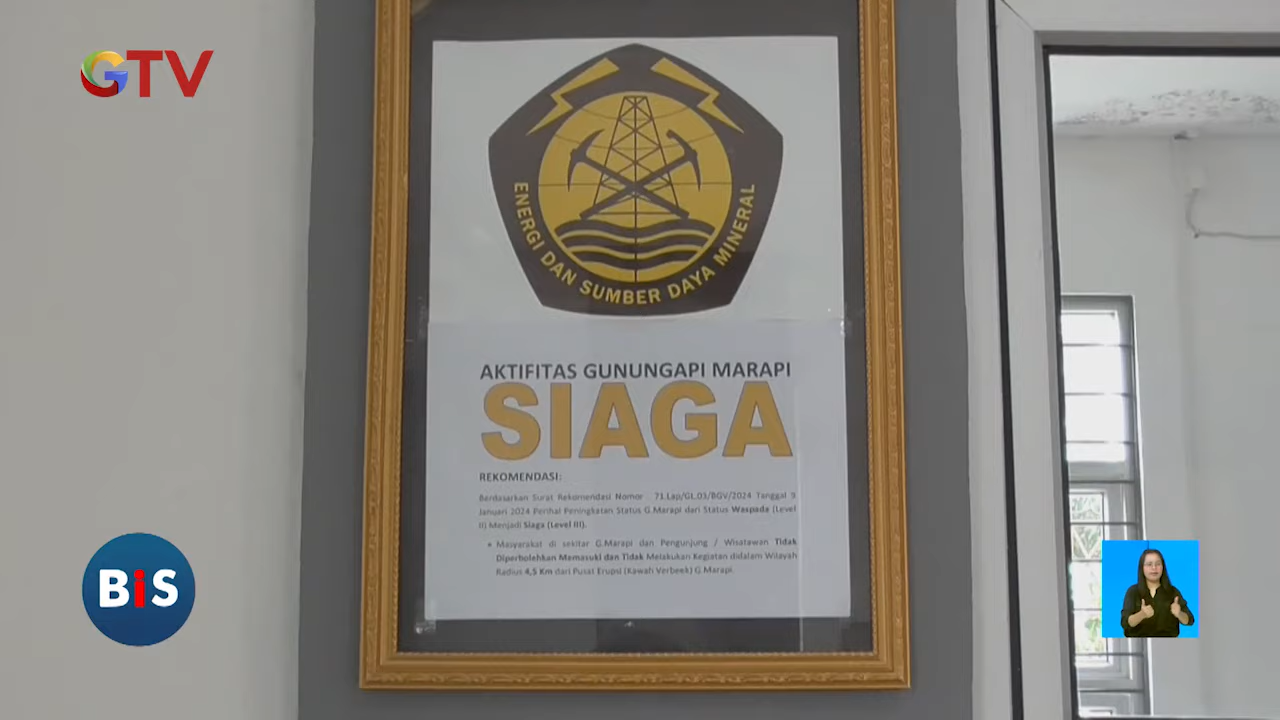 GTV
ENERGI DAN SUMBER DAYA MINERAL
AKTIFITAS GUNUNGAPI MARAPI
SIAGA
REKOMENDASI:
Berdasarkan Surat Rekomendasi Nomor 71.Lap/GL.03/BGV/2024 Tanggal 9
Januari 2024 Perihal Peningkatan Status G.Marapi dari Status Waspada (Level
II) Menjadi Siaga (Level III).
• Masyarakat di sekitar G.Marapi dan Pengunjung / Wisatawan Tidak
Diperbolehkan Memasuki dan Tidak Melakukan Kegiatan didalam Wilayah
Radius 4,5 Km dari Pusat Erupsi (Kawah Verbeek) G.Marapi.
BiS